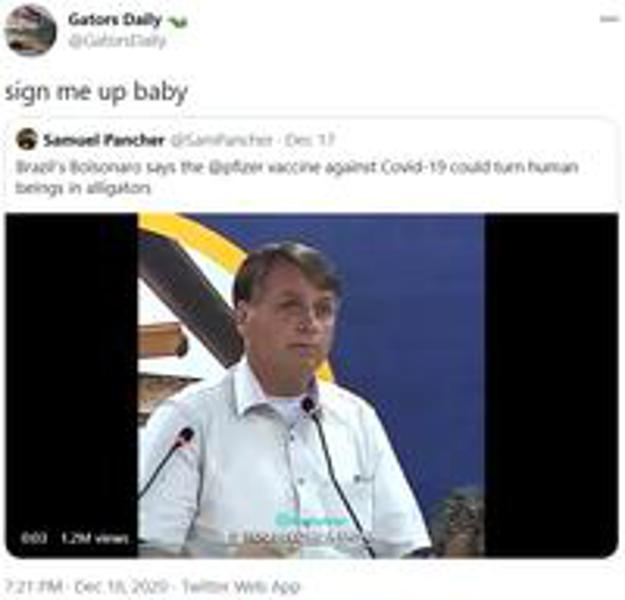 Gators Daily
@GatorsDaily
sign me up baby
Samuel Pancher @SamPancher · Dec 17
Brazil's Bolsonaro says the @pfizer vaccine against Covid-19 could turn human
beings in alligators
0:03 1.2M views
7:21 PM · Dec 18, 2020 · Twitter Web App